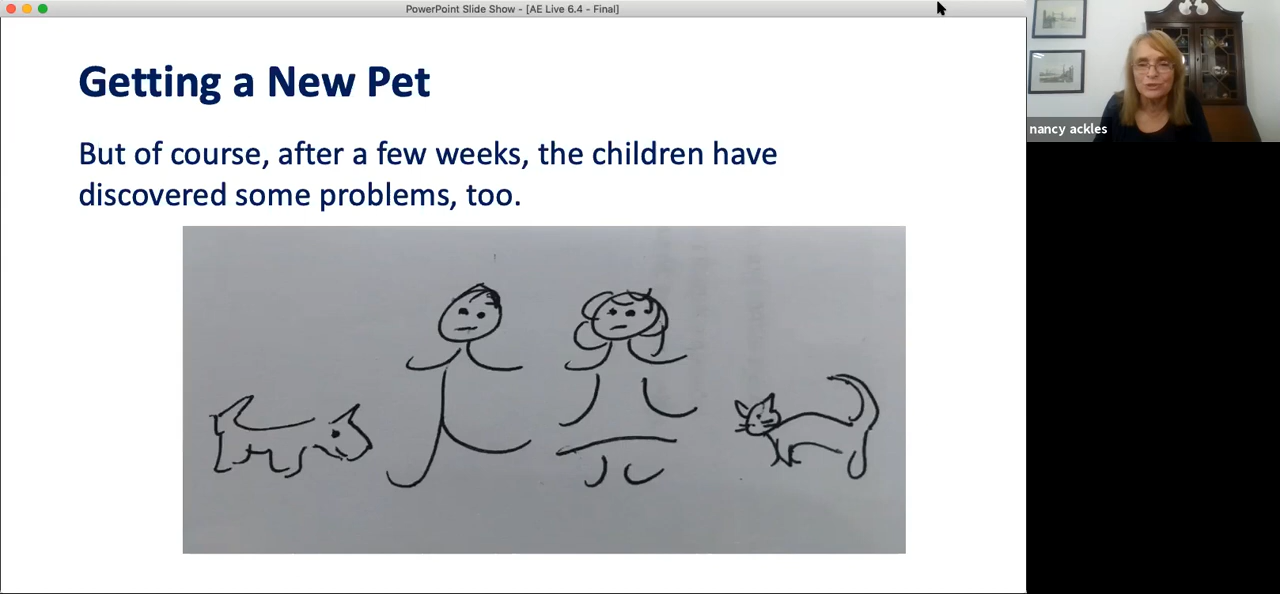 PowerPoint Slide Show - [AE Live 6.4 - Final]
Getting a New Pet
But of course, after a few weeks, the children have
discovered some problems, too.
nancy ackles